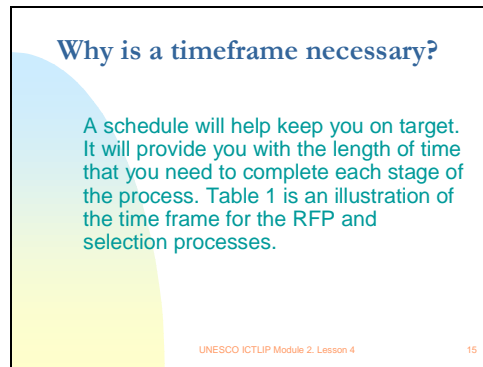 Why is a timeframe necessary?
A schedule will help keep you on target.
It will provide you with the length of time
that you need to complete each stage of
the process. Table 1 is an illustration of
the time frame for the RFP and
selection processes.
UNESCO ICTLIP Module 2. Lesson 4
15